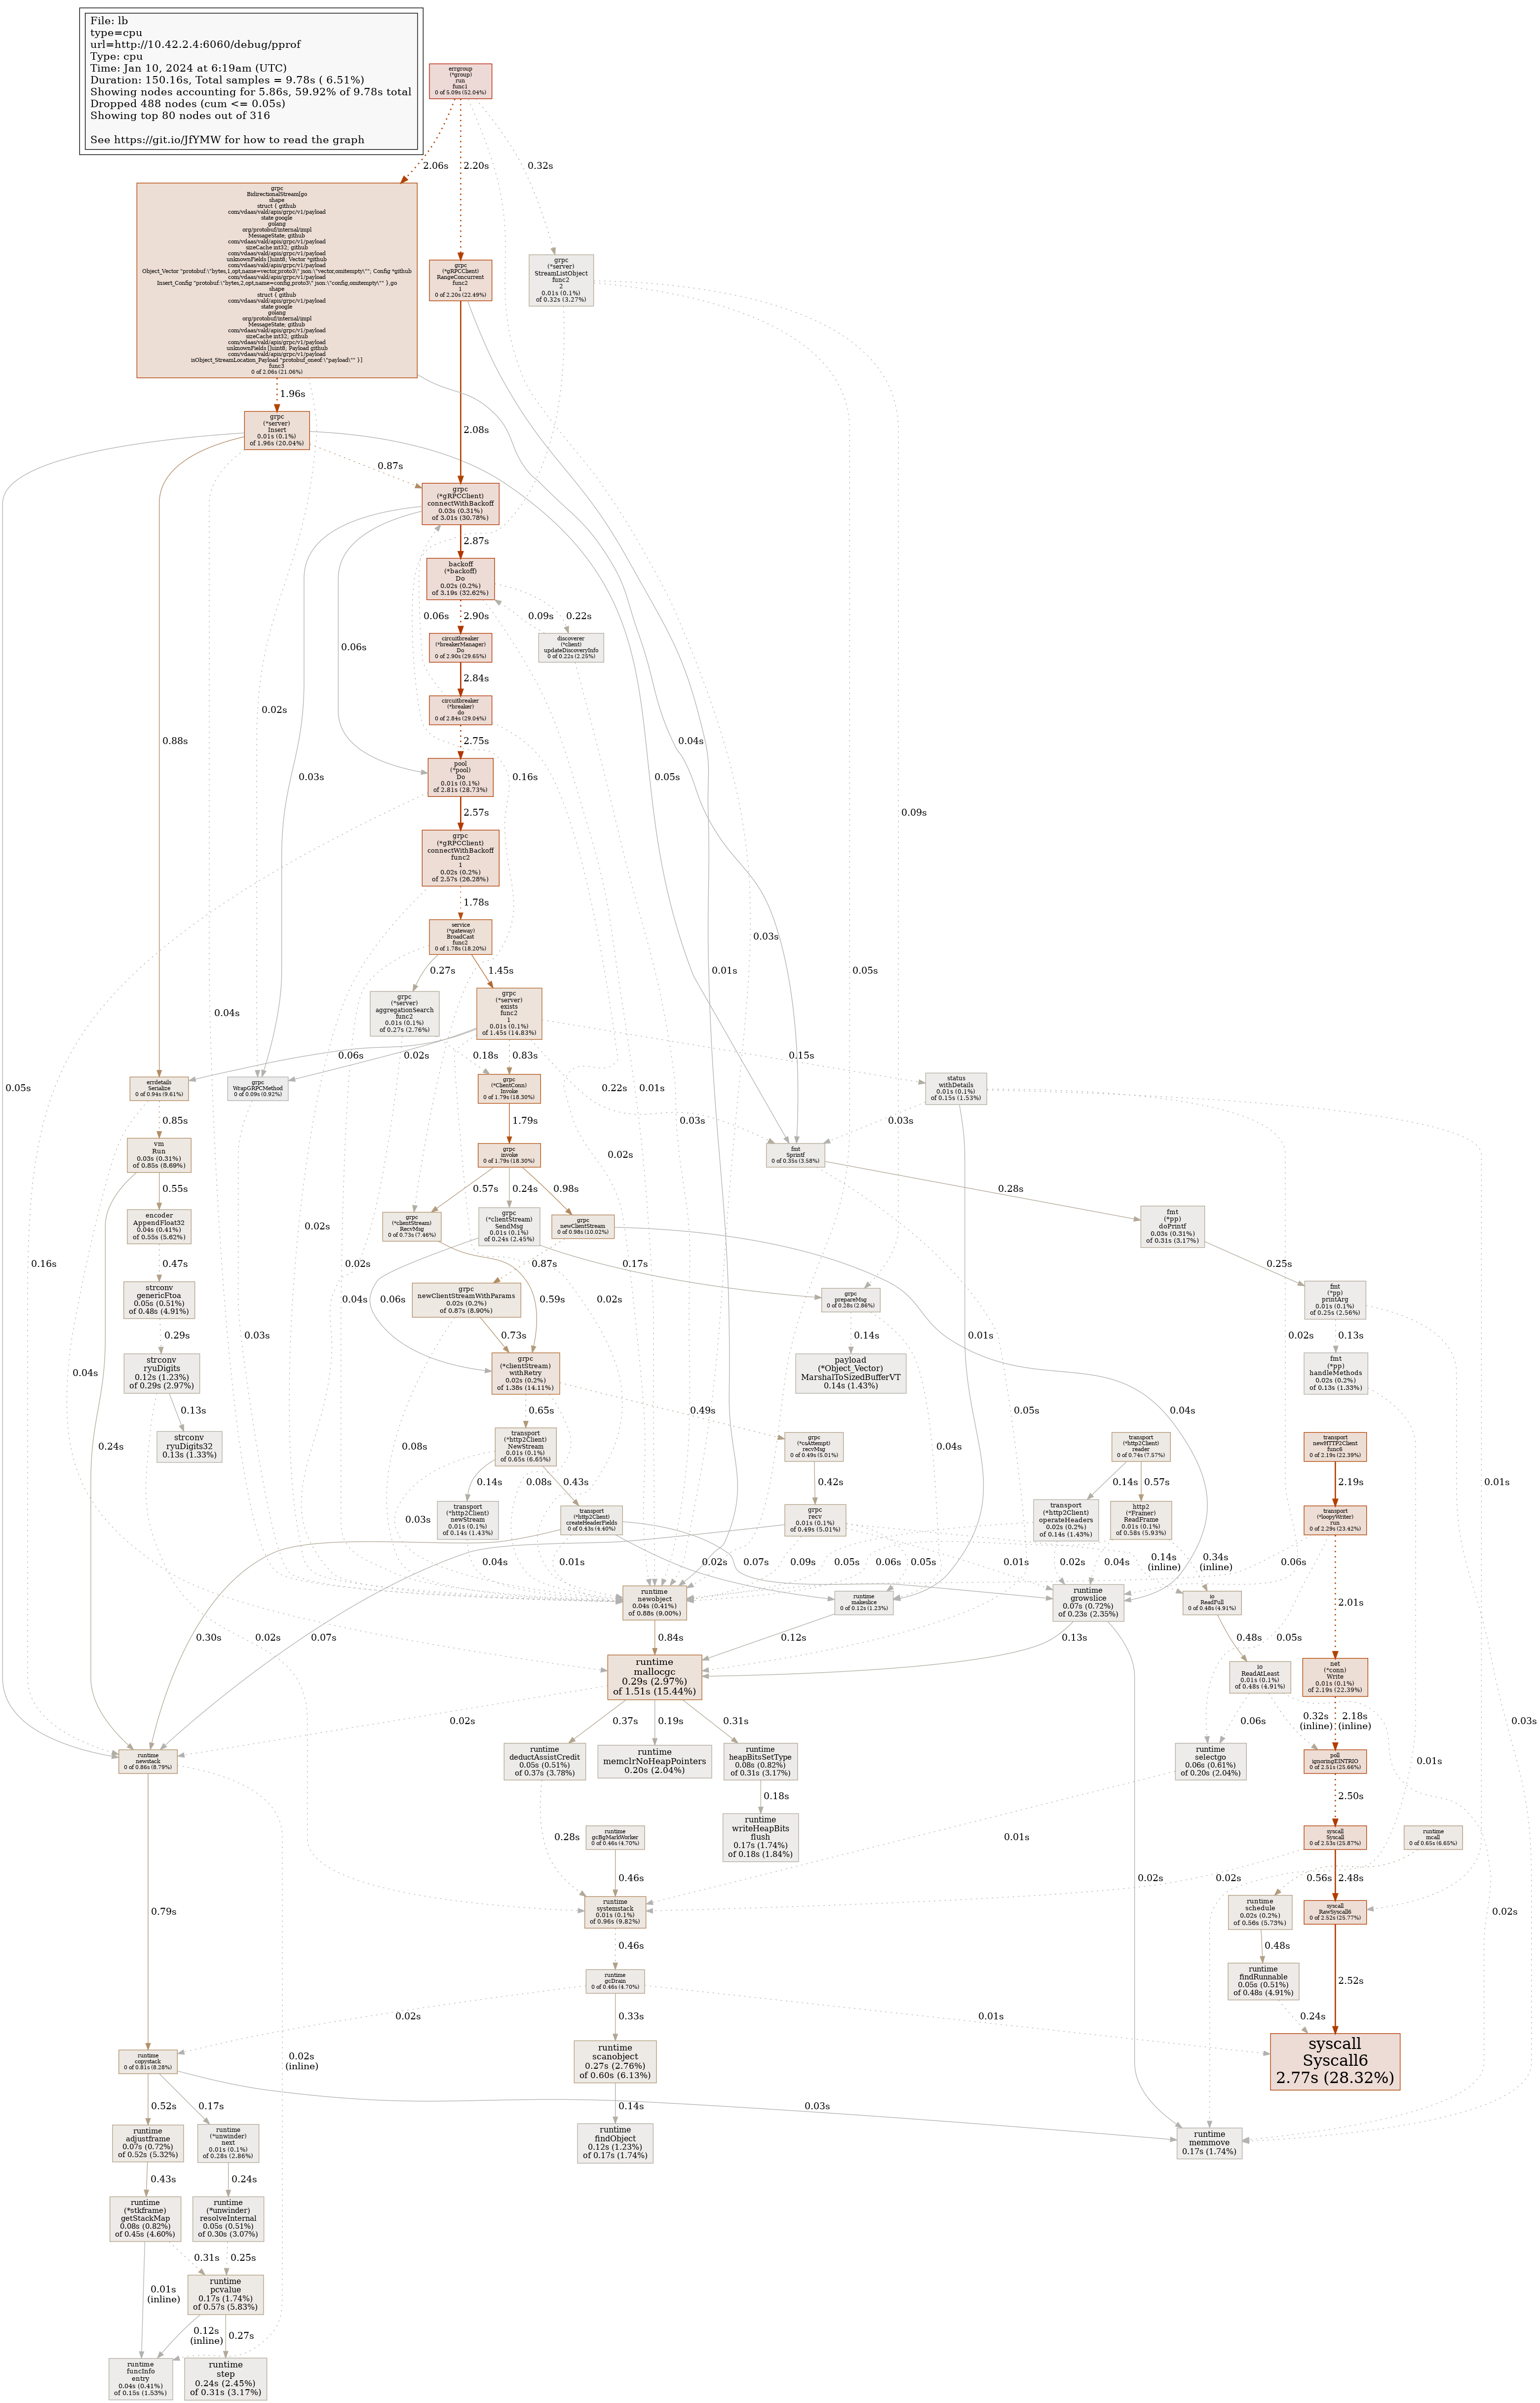 File: lb
type=cpu
url=http://10.42.2.4:6060/debug/pprof
Type: cpu
Time: Jan 10, 2024 at 6:19am (UTC)
Duration: 150.16s, Total samples = 9.78s ( 6.51%)
Showing nodes accounting for 5.86s, 59.92% of 9.78s total
Dropped 488 nodes (cum <= 0.05s)
Showing top 80 nodes out of 316
See https://git.io/JfYMW for how to read the graph
errgroup
(*group)
run
func1
0 of 5.09s (52.04%)
2.06s
2.20s
0.32s
grpc
BidirectionalStream[go
shape
struct { github
com/vdaas/vald/apis/grpc/v1/payload
state google
golang
org/protobuf/internal/impl
MessageState; github
com/vdaas/vald/apis/grpc/v1/payload
sizeCache int32; github
com/vdaas/vald/apis/grpc/v1/payload
unknownFields []uint8; Vector *github
com/vdaas/vald/apis/grpc/v1/payload
Object_Vector "protobuf:\"bytes,1,opt,name=vector,proto3\" json:\"vector,omitempty\""; Config *github
com/vdaas/vald/apis/grpc/v1/payload
Insert_Config "protobuf:\"bytes,2,opt,name=config,proto3\" json:\"config,omitempty\"" },go
shape
struct { github
com/vdaas/vald/apis/grpc/v1/payload
state google
golang
org/protobuf/internal/impl
MessageState; github
com/vdaas/vald/apis/grpc/v1/payload
sizeCache int32; github
com/vdaas/vald/apis/grpc/v1/payload
unknownFields []uint8; Payload github
com/vdaas/vald/apis/grpc/v1/payload
isObject_StreamLocation_Payload "protobuf_oneof:\"payload\"" }]
func3
0 of 2.06s (21.06%)
grpc
(*gRPCClient)
RangeConcurrent
func2
1
0 of 2.20s (22.49%)
grpc
(*server)
StreamListObject
func2
2
0.01s (0.1%)
of 0.32s (3.27%)
1.96s
grpc
(*server)
Insert
0.01s (0.1%)
of 1.96s (20.04%)
2.08s
0.87s
grpc
(*gRPCClient)
connectWithBackoff
0.03s (0.31%)
of 3.01s (30.78%)
2.87s
backoff
(*backoff)
Do
0.02s (0.2%)
of 3.19s (32.62%)
0.06s
2.90s
0.09s
0.22s
circuitbreaker
(*breakerManager)
Do
0 of 2.90s (29.65%)
discoverer
(*client)
updateDiscoveryInfo
0 of 0.22s (2.25%)
0.06s
2.84s
circuitbreaker
(*breaker)
do
0 of 2.84s (29.04%)
0.02s
0.88s
2.75s
0.04s
pool
(*pool)
Do
0.01s (0.1%)
of 2.81s (28.73%)
0.03s
0.16s
0.05s
0.09s
2.57s
grpc
(*gRPCClient)
connectWithBackoff
func2
1
0.02s (0.2%)
of 2.57s (26.28%)
1.78s
service
(*gateway)
BroadCast
func2
0 of 1.78s (18.20%)
0.03s
0.27s
1.45s
0.01s
0.05s
grpc
(*server)
aggregationSearch
func2
0.01s (0.1%)
of 0.27s (2.76%)
grpc
(*server)
exists
func2
1
0.01s (0.1%)
of 1.45s (14.83%)
0.04s
0.06s
0.02s
0.18s
0.83s
0.15s
0.05s
errdetails
Serialize
0 of 0.94s (9.61%)
grpc
WrapGRPCMethod
0 of 0.09s (0.92%)
grpc
(*ClientConn)
Invoke
0 of 1.79s (18.30%)
0.22s
0.01s
status
withDetails
0.01s (0.1%)
of 0.15s (1.53%)
0.85s
1.79s
0.03s
0.03s
vm
Run
0.03s (0.31%)
of 0.85s (8.69%)
grpc
invoke
0 of 1.79s (18.30%)
0.02s
fmt
Sprintf
0 of 0.35s (3.58%)
0.55s
0.57s
0.24s
0.98s
0.28s
encoder
AppendFloat32
0.04s (0.41%)
of 0.55s (5.62%)
0.02s
grpc
(*clientStream)
RecvMsg
0 of 0.73s (7.46%)
grpc
(*clientStream)
SendMsg
0.01s (0.1%)
of 0.24s (2.45%)
grpc
newClientStream
0 of 0.98s (10.02%)
fmt
(*pp)
doPrintf
0.03s (0.31%)
of 0.31s (3.17%)
0.16s
0.47s
0.02s
0.87s
0.17s
0.25s
strconv
genericFtoa
0.05s (0.51%)
of 0.48s (4.91%)
0.04s
0.06s
grpc
newClientStreamWithParams
0.02s (0.2%)
of 0.87s (8.90%)
0.59s
grpc
prepareMsg
0 of 0.28s (2.86%)
fmt
(*pp)
printArg
0.01s (0.1%)
of 0.25s (2.56%)
0.29s
0.03s
0.73s
0.02s
0.14s
0.01s
0.02s
0.13s
0.04s
strconv
ryuDigits
0.12s (1.23%)
of 0.29s (2.97%)
grpc
(*clientStream)
withRetry
0.02s (0.2%)
of 1.38s (14.11%)
payload
(*Object_Vector)
MarshalToSizedBufferVT
0.14s (1.43%)
fmt
(*pp)
handleMethods
0.02s (0.2%)
of 0.13s (1.33%)
0.13s
0.65s
0.49s
0.05s
0.04s
0.24s
strconv
ryuDigits32
0.13s (1.33%)
0.08s
transport
(*http2Client)
NewStream
0.01s (0.1%)
of 0.65s (6.65%)
grpc
(*csAttempt)
recvMsg
0 of 0.49s (5.01%)
0.04s
transport
(*http2Client)
reader
0 of 0.74s (7.57%)
transport
newHTTP2Client
func6
0 of 2.19s (22.39%)
0.14s
0.08s
0.43s
0.42s
0.14s
0.57s
2.19s
0.01s
0.03s
transport
(*http2Client)
newStream
0.01s (0.1%)
of 0.14s (1.43%)
transport
(*http2Client)
createHeaderFields
0 of 0.43s (4.40%)
grpc
recv
0.01s (0.1%)
of 0.49s (5.01%)
transport
(*http2Client)
operateHeaders
0.02s (0.2%)
of 0.14s (1.43%)
http2
(*Framer)
ReadFrame
0.01s (0.1%)
of 0.58s (5.93%)
transport
(*loopyWriter)
run
0 of 2.29s (23.42%)
0.04s
0.01s
0.02s
0.07s
0.09s
0.05s
0.06s
0.05s
0.01s
0.02s
0.04s
0.14s
(inline)
0.34s
(inline)
0.06s
runtime
newobject
0.04s (0.41%)
of 0.88s (9.00%)
runtime
makeslice
0 of 0.12s (1.23%)
runtime
growslice
0.07s (0.72%)
of 0.23s (2.35%)
io
ReadFull
0 of 0.48s (4.91%)
2.01s
0.30s
0.02s
0.07s
0.84s
0.12s
0.13s
0.48s
0.05s
runtime
mallocgc
0.29s (2.97%)
of 1.51s (15.44%)
io
ReadAtLeast
0.01s (0.1%)
of 0.48s (4.91%)
net
(*conn)
Write
0.01s (0.1%)
of 2.19s (22.39%)
0.02s
0.37s
0.19s
0.31s
0.06s
0.32s
(inline)
2.18s
(inline)
0.03s
runtime
newstack
0 of 0.86s (8.79%)
runtime
deductAssistCredit
0.05s (0.51%)
of 0.37s (3.78%)
runtime
memclrNoHeapPointers
0.20s (2.04%)
runtime
heapBitsSetType
0.08s (0.82%)
of 0.31s (3.17%)
runtime
selectgo
0.06s (0.61%)
of 0.20s (2.04%)
poll
ignoringEINTRIO
0 of 2.51s (25.66%)
0.01s
0.18s
2.50s
0.28s
runtime
gcBgMarkWorker
0 of 0.46s (4.70%)
runtime
writeHeapBits
flush
0.17s (1.74%)
of 0.18s (1.84%)
0.01s
syscall
Syscall
0 of 2.53s (25.87%)
runtime
mcall
0 of 0.65s (6.65%)
0.46s
0.02s
0.02s
0.56s
2.48s
0.79s
runtime
systemstack
0.01s (0.1%)
of 0.96s (9.82%)
runtime
schedule
0.02s (0.2%)
of 0.56s (5.73%)
syscall
RawSyscall6
0 of 2.52s (25.77%)
0.02s
0.46s
0.48s
runtime
gcDrain
0 of 0.46s (4.70%)
runtime
findRunnable
0.05s (0.51%)
of 0.48s (4.91%)
2.52s
0.02s
0.33s
0.01s
0.24s
runtime
copystack
0 of 0.81s (8.28%)
0.02s
(inline)
runtime
scanobject
0.27s (2.76%)
of 0.60s (6.13%)
syscall
Syscall6
2.77s (28.32%)
0.52s
0.17s
0.14s
0.03s
runtime
adjustframe
0.07s (0.72%)
of 0.52s (5.32%)
runtime
(*unwinder)
next
0.01s (0.1%)
of 0.28s (2.86%)
runtime
findObject
0.12s (1.23%)
of 0.17s (1.74%)
runtime
memmove
0.17s (1.74%)
0.43s
0.24s
runtime
(*stkframe)
getStackMap
0.08s (0.82%)
of 0.45s (4.60%)
runtime
(*unwinder)
resolveInternal
0.05s (0.51%)
of 0.30s (3.07%)
0.31s
0.25s
0.01s
(inline)
runtime
pcvalue
0.17s (1.74%)
of 0.57s (5.83%)
0.12s
(inline)
0.27s
runtime
funcInfo
entry
0.04s (0.41%)
of 0.15s (1.53%)
runtime
step
0.24s (2.45%)
of 0.31s (3.17%)